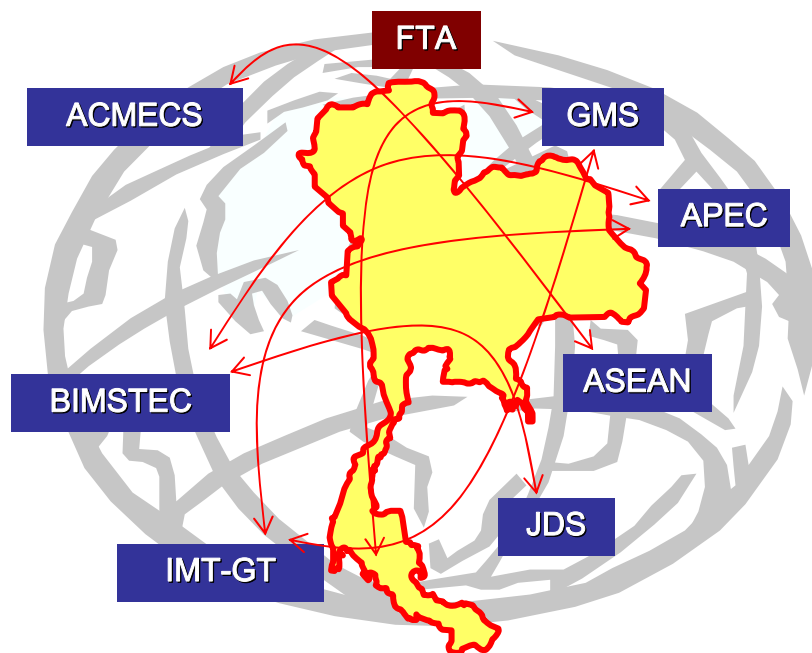 FTA
ACMECS
GMS
APEC
ASEAN
BIMSTEC
JDS
IMT-GT